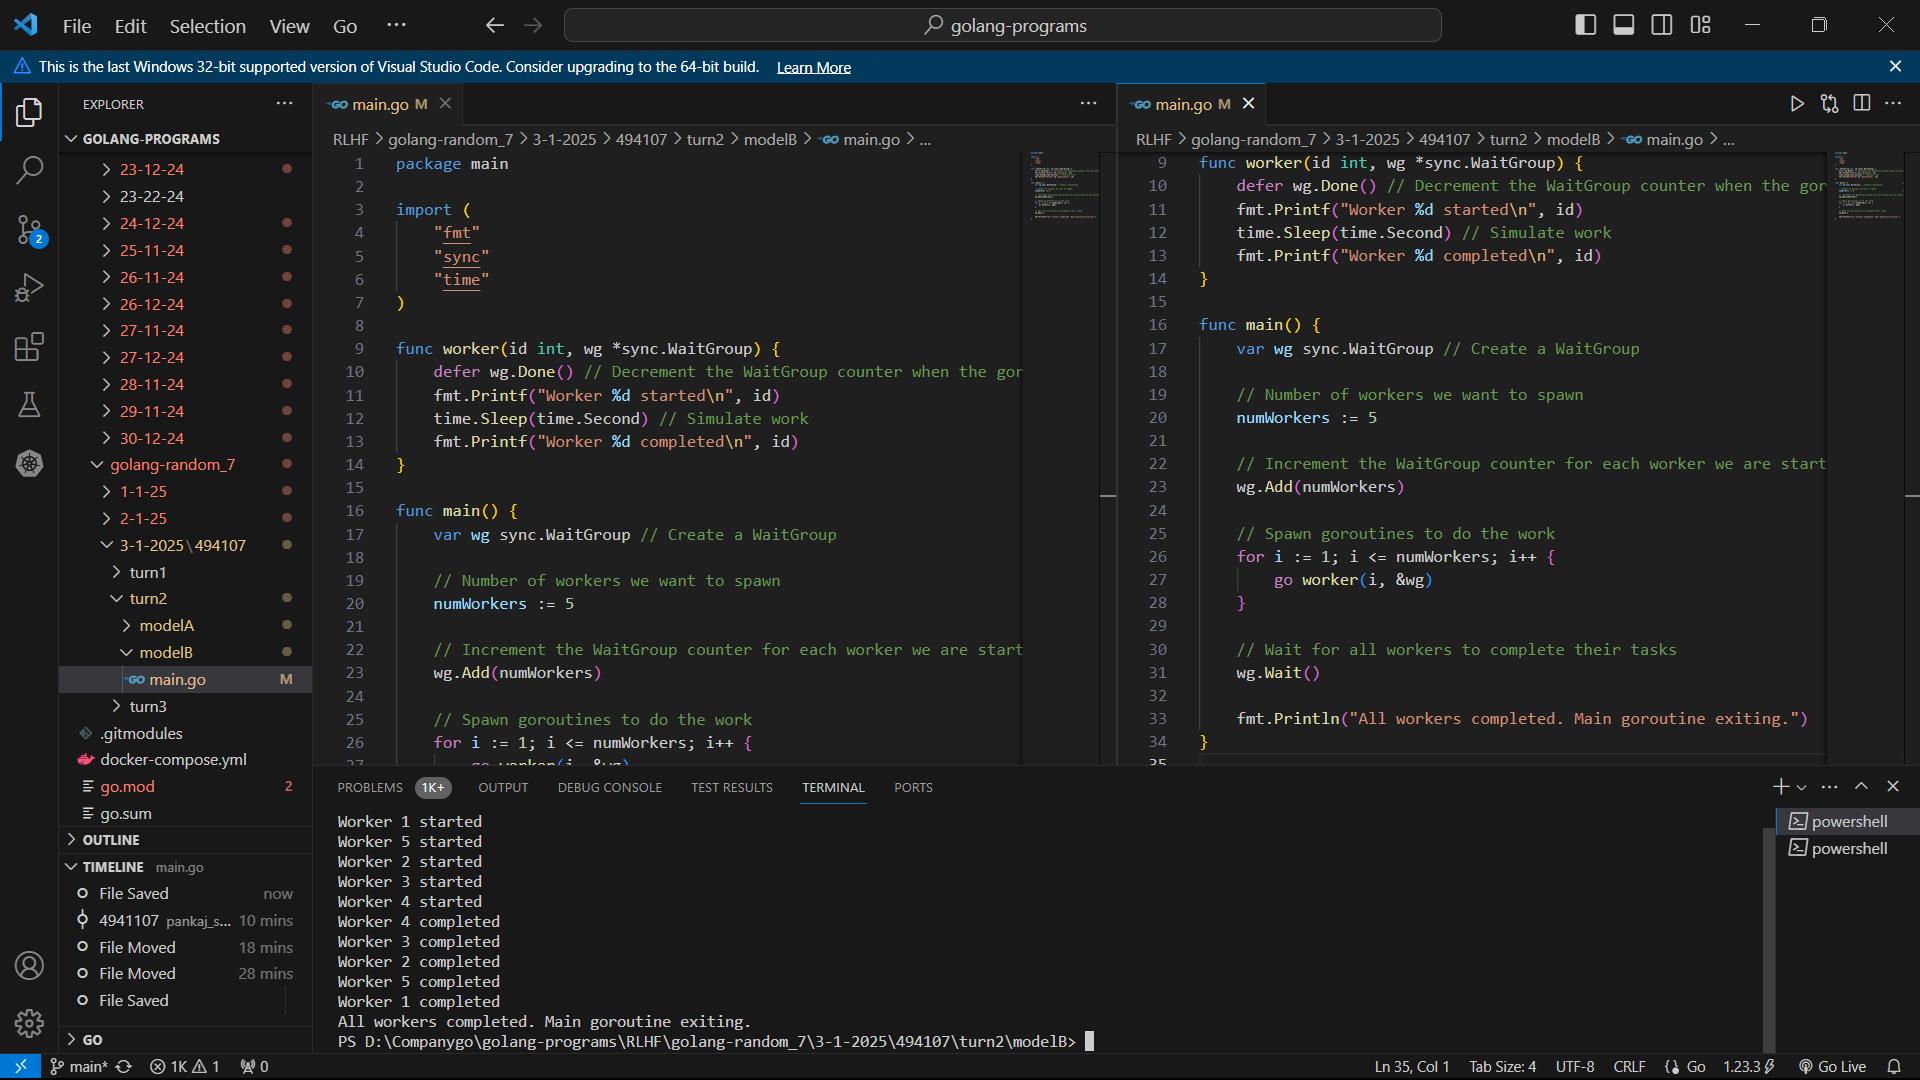 File Edit Selection View Go ... golang-programs
This is the last Windows 32-bit supported version of Visual Studio Code. Consider upgrading to the 64-bit build. Learn More
EXPLORER
GOLANG-PROGRAMS
23-12-24
23-22-24
24-12-24
25-11-24
26-11-24
26-12-24
27-11-24
27-12-24
28-11-24
29-11-24
30-12-24
golang-random_7
1-1-25
2-1-25
3-1-2025\494107
turn1
turn2
modelA
modelB
main.go M
turn3
.gitmodules
docker-compose.yml
go.mod 2
go.sum
OUTLINE
TIMELINE main.go
File Saved now
4941107 pankaj_s... 10 mins
File Moved 18 mins
File Moved 28 mins
File Saved
GO
2
main.go M
RLHF > golang-random_7 > 3-1-2025 > 494107 > turn2 > modelB > main.go > ...
1 package main
2
3 import (
4 "fmt"
5 "sync"
6 "time"
7 )
8
9 func worker(id int, wg *sync.WaitGroup) {
10 defer wg.Done() // Decrement the WaitGroup counter when the gor
11 fmt.Printf("Worker %d started\n", id)
12 time.Sleep(time.Second) // Simulate work
13 fmt.Printf("Worker %d completed\n", id)
14 }
15
16 func main() {
17 var wg sync.WaitGroup // Create a WaitGroup
18
19 // Number of workers we want to spawn
20 numWorkers := 5
21
22 // Increment the WaitGroup counter for each worker we are start
23 wg.Add(numWorkers)
24
25 // Spawn goroutines to do the work
26 for i := 1; i <= numWorkers; i++ {
27 go worker(i, &wg)
main.go M
RLHF > golang-random_7 > 3-1-2025 > 494107 > turn2 > modelB > main.go > ...
9 func worker(id int, wg *sync.WaitGroup) {
10 defer wg.Done() // Decrement the WaitGroup counter when the gor
11 fmt.Printf("Worker %d started\n", id)
12 time.Sleep(time.Second) // Simulate work
13 fmt.Printf("Worker %d completed\n", id)
14 }
15
16 func main() {
17 var wg sync.WaitGroup // Create a WaitGroup
18
19 // Number of workers we want to spawn
20 numWorkers := 5
21
22 // Increment the WaitGroup counter for each worker we are start
23 wg.Add(numWorkers)
24
25 // Spawn goroutines to do the work
26 for i := 1; i <= numWorkers; i++ {
27 go worker(i, &wg)
28 }
29
30 // Wait for all workers to complete their tasks
31 wg.Wait()
32
33 fmt.Println("All workers completed. Main goroutine exiting.")
34 }
35
PROBLEMS 1K+ OUTPUT DEBUG CONSOLE TEST RESULTS TERMINAL PORTS
Worker 1 started
Worker 5 started
Worker 2 started
Worker 3 started
Worker 4 started
Worker 4 completed
Worker 3 completed
Worker 2 completed
Worker 5 completed
Worker 1 completed
All workers completed. Main goroutine exiting.
PS D:\Companygo\golang-programs\RLHF\golang-random_7\3-1-2025\494107\turn2\modelB>
powershell
powershell
main* 1K 1 0 Ln 35, Col 1 Tab Size: 4 UTF-8 CRLF Go 1.23.3 Go Live